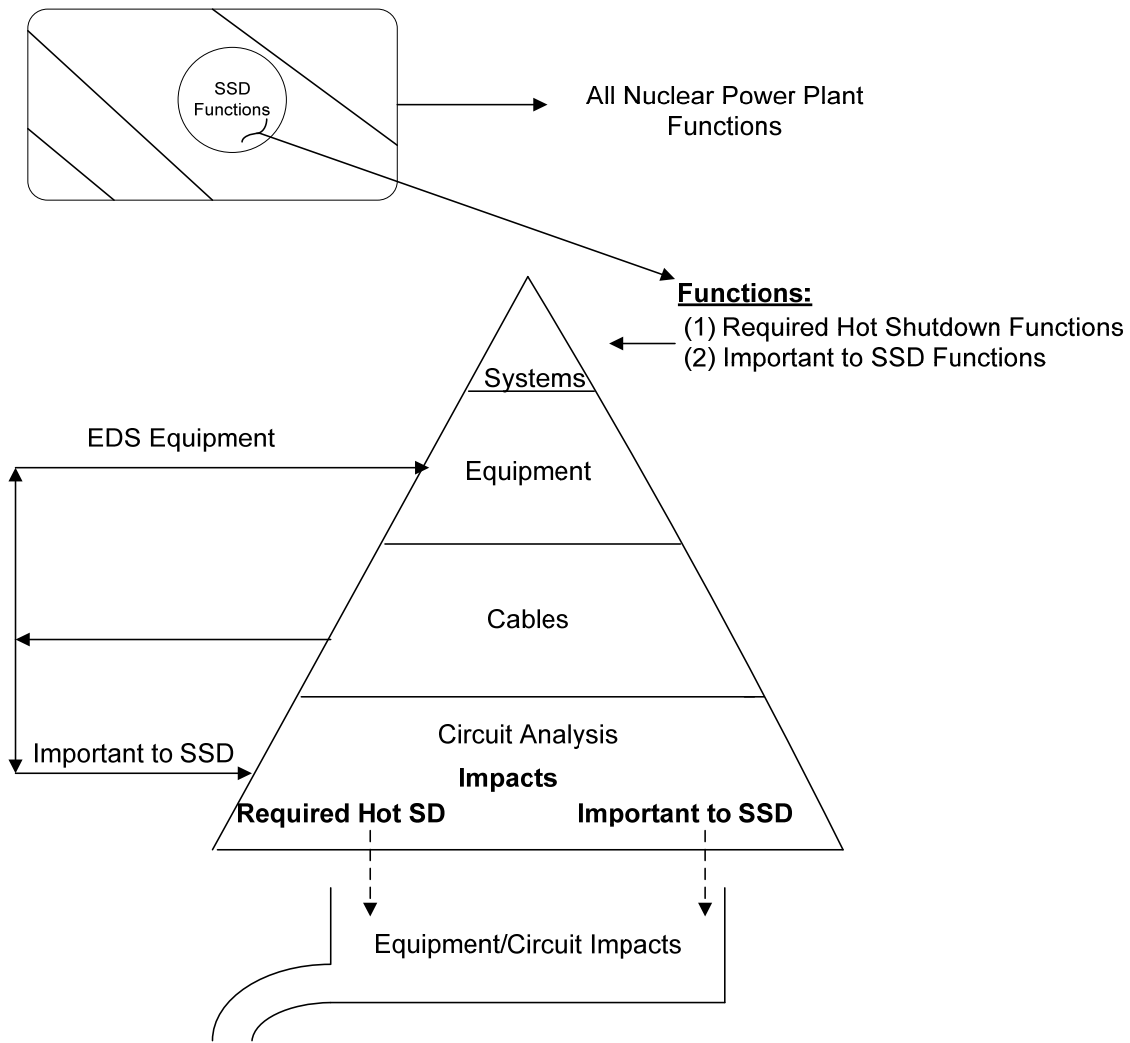 SSD
Functions
All Nuclear Power Plant
Functions
Functions:
(1) Required Hot Shutdown Functions
(2) Important to SSD Functions
Systems
EDS Equipment
Equipment
Cables
Circuit Analysis
Important to SSD
Impacts
Required Hot SD
Important to SSD
Equipment/Circuit Impacts